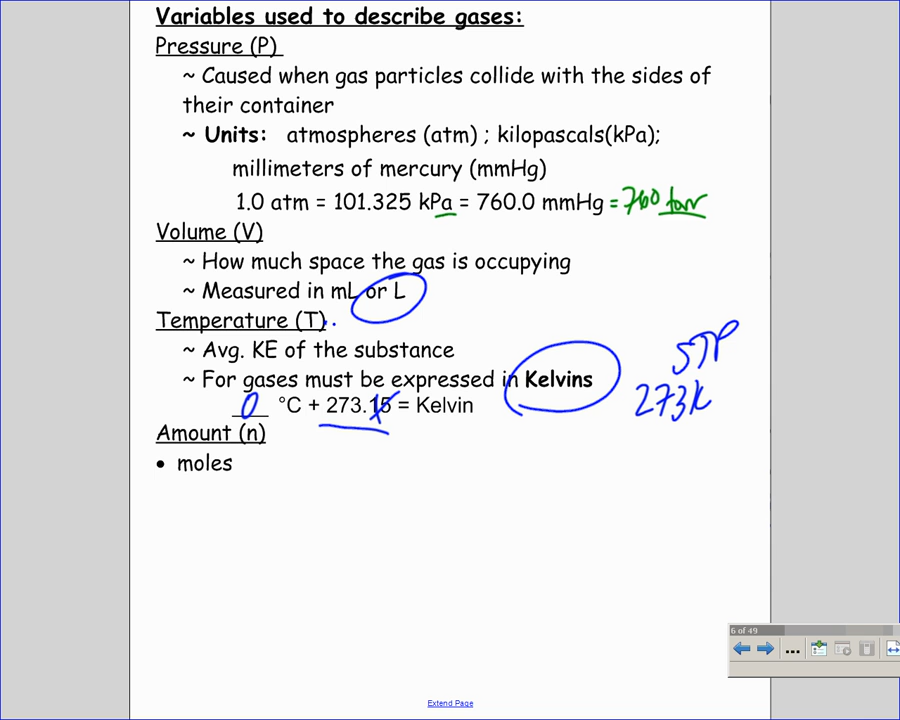 Variables used to describe gases:
Pressure (P)
~ Caused when gas particles collide with the sides of
their container
~ Units: atmospheres (atm) ; kilopascals(kPa);
millimeters of mercury (mmHg)
1.0 atm = 101.325 kPa = 760.0 mmHg = 760 torr
Volume (V)
~ How much space the gas is occupying
~ Measured in mL or L
Temperature (T)
~ Avg. KE of the substance
STP
~ For gases must be expressed in Kelvins
273K
0 °C + 273.15 = Kelvin
Amount (n)
• moles
6 of 49
...
Extend Page